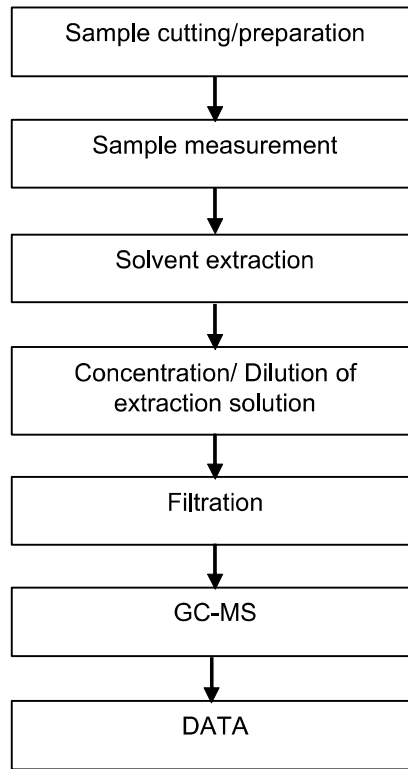 Sample cutting/preparation
Sample measurement
Solvent extraction
Concentration/ Dilution of
extraction solution
Filtration
GC-MS
DATA